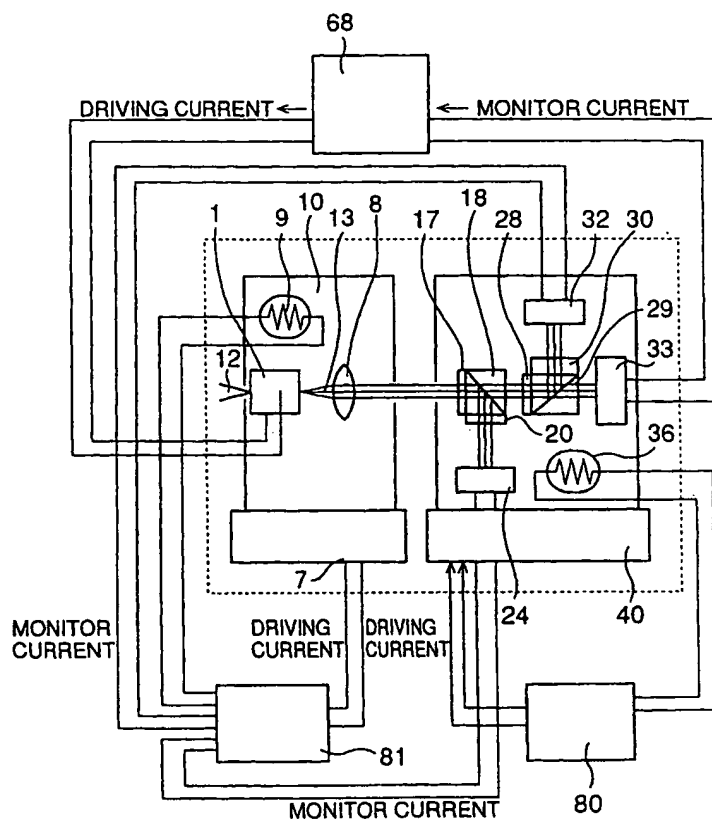 68
DRIVING CURRENT
MONITOR CURRENT
1
9
10
13
8
17
18
28
32
30
29
33
12
20
36
7
24
40
MONITOR
CURRENT
DRIVING
CURRENT
DRIVING
CURRENT
81
80
MONITOR CURRENT